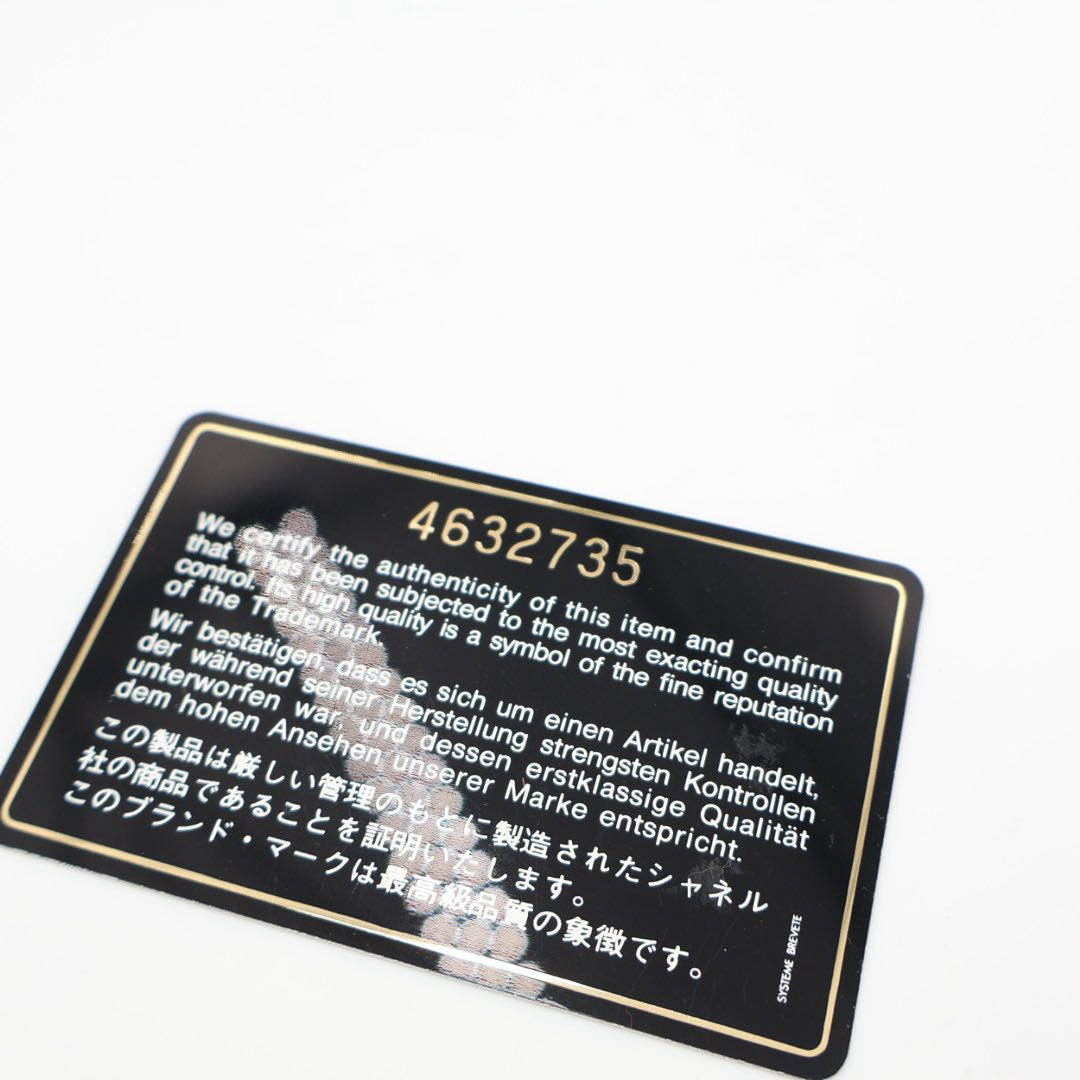 4632735
We certify the authenticity of this item and confirm
that it has been subjected to the most exacting quality
control. Its high quality is a symbol of the fine reputation
of the Trademark.
Wir bestätigen, dass es sich um einen Artikel handelt,
der während seiner Herstellung strengsten Kontrollen
unterworfen war, und dessen erstklassige Qualität
dem hohen Ansehen unserer Marke entspricht.
この製品は厳しい管理のもとに製造されたシャネル
社の商品であることを証明いたします。
このブランド・マークは最高級品質の象徴です。
SYSTEME BREVETE